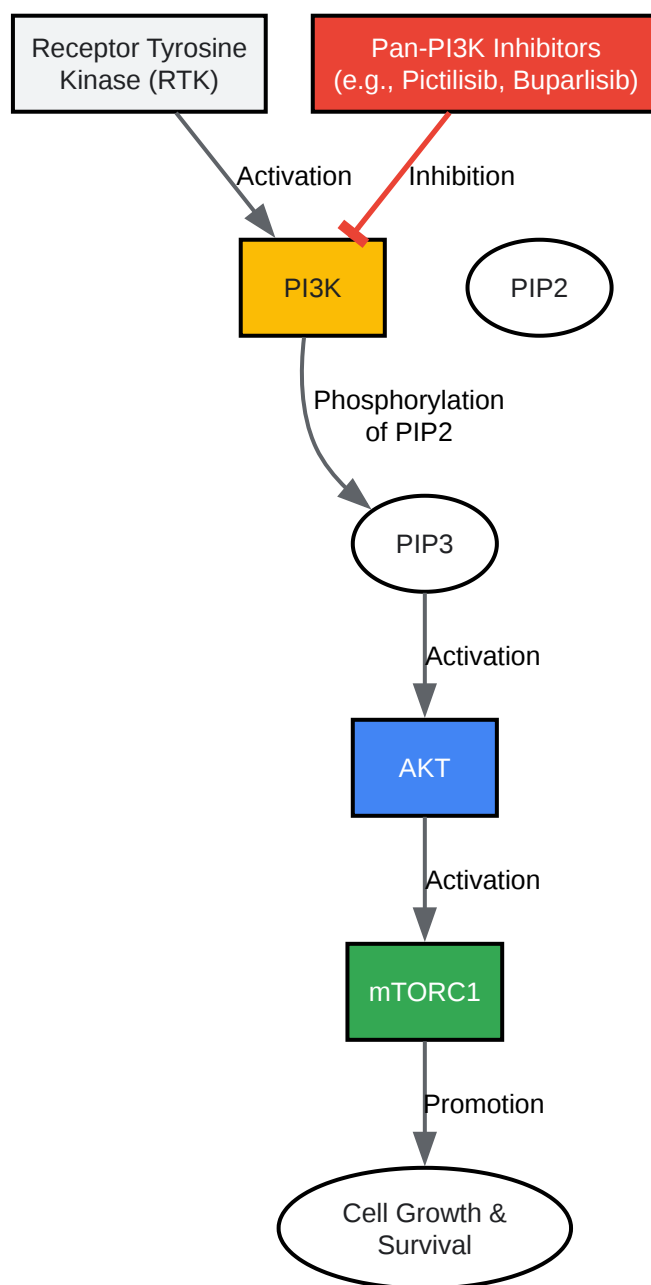 Receptor Tyrosine
Kinase (RTK)
Pan-PI3K Inhibitors
(e.g., Pictilisib, Buparlisib)
Activation
Inhibition
PI3K
PIP2
Phosphorylation
of PIP2
PIP3
Activation
AKT
Activation
mTORC1
Promotion
Cell Growth &
Survival